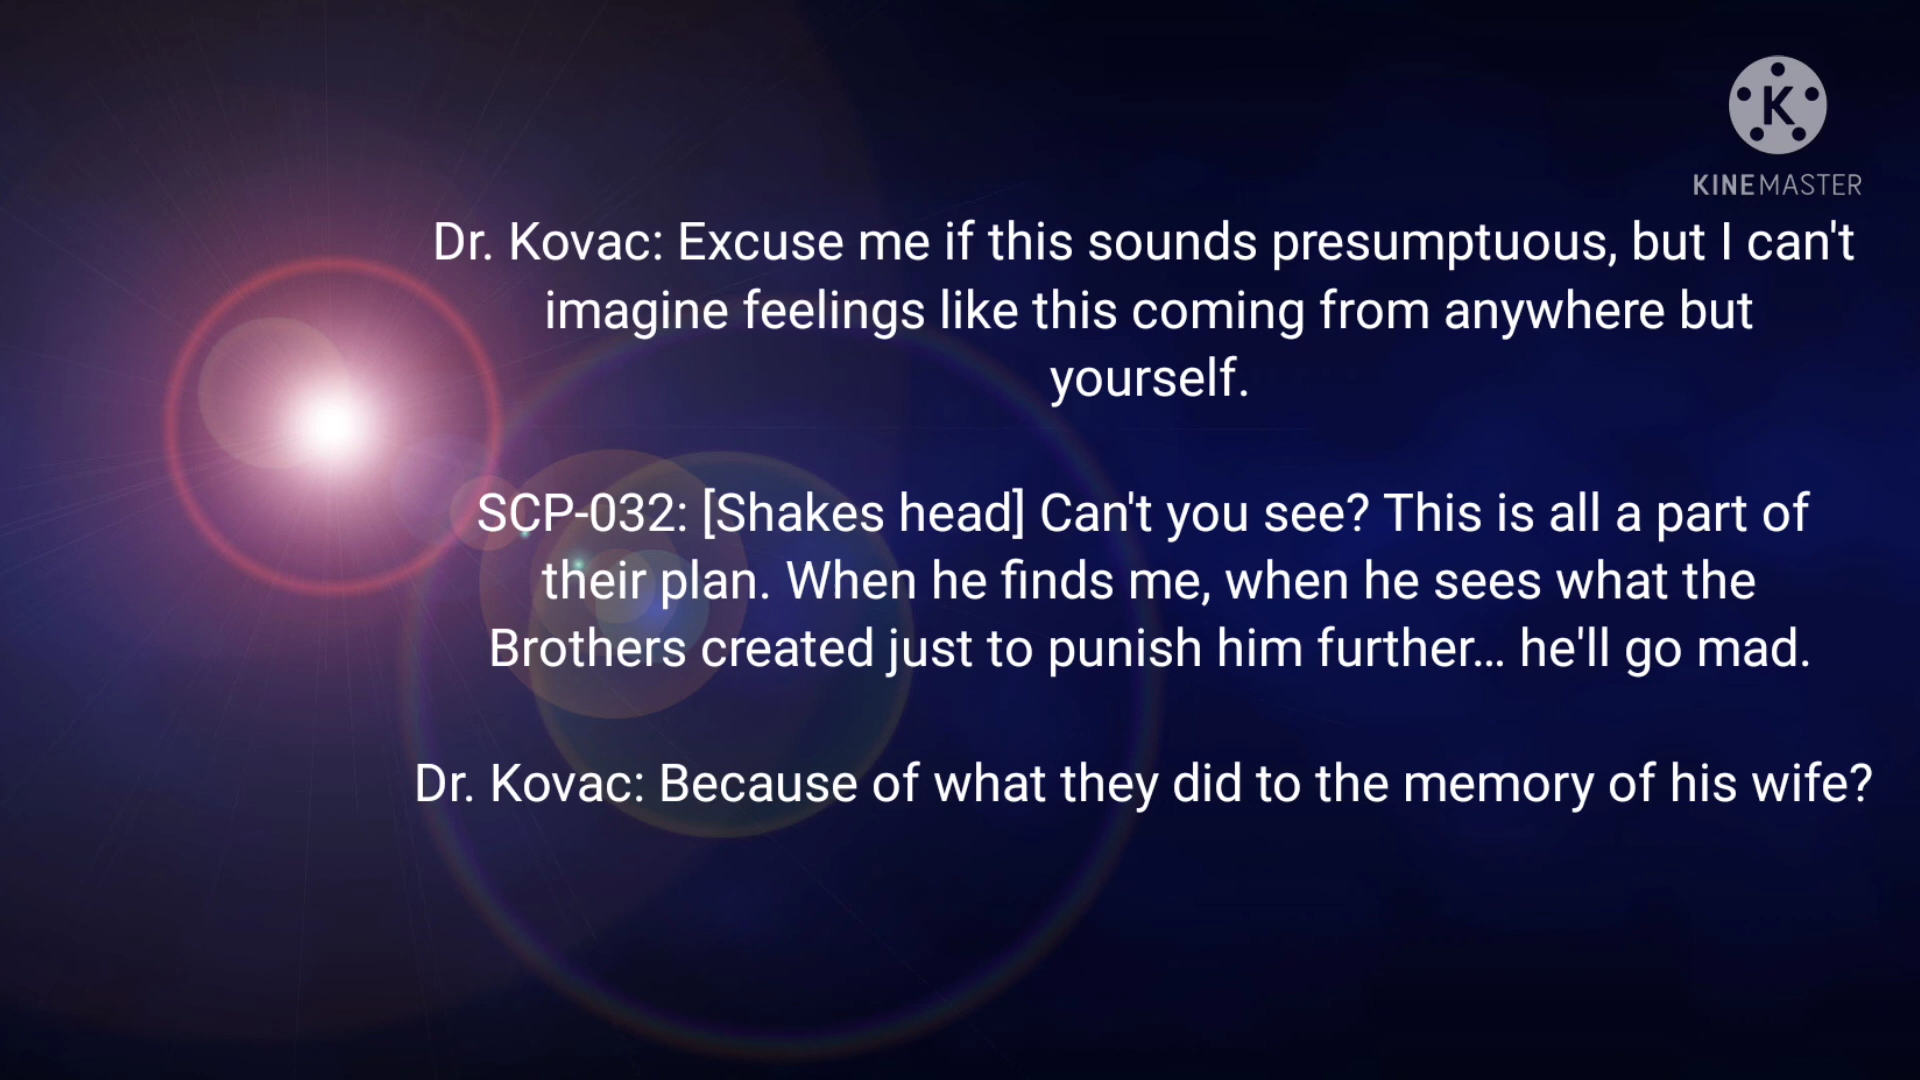 K
KINEMASTER
Dr. Kovac: Excuse me if this sounds presumptuous, but I can't
imagine feelings like this coming from anywhere but
yourself.
SCP-032: [Shakes head] Can't you see? This is all a part of
their plan. When he finds me, when he sees what the
Brothers created just to punish him further... he'll go mad.
Dr. Kovac: Because of what they did to the memory of his wife?